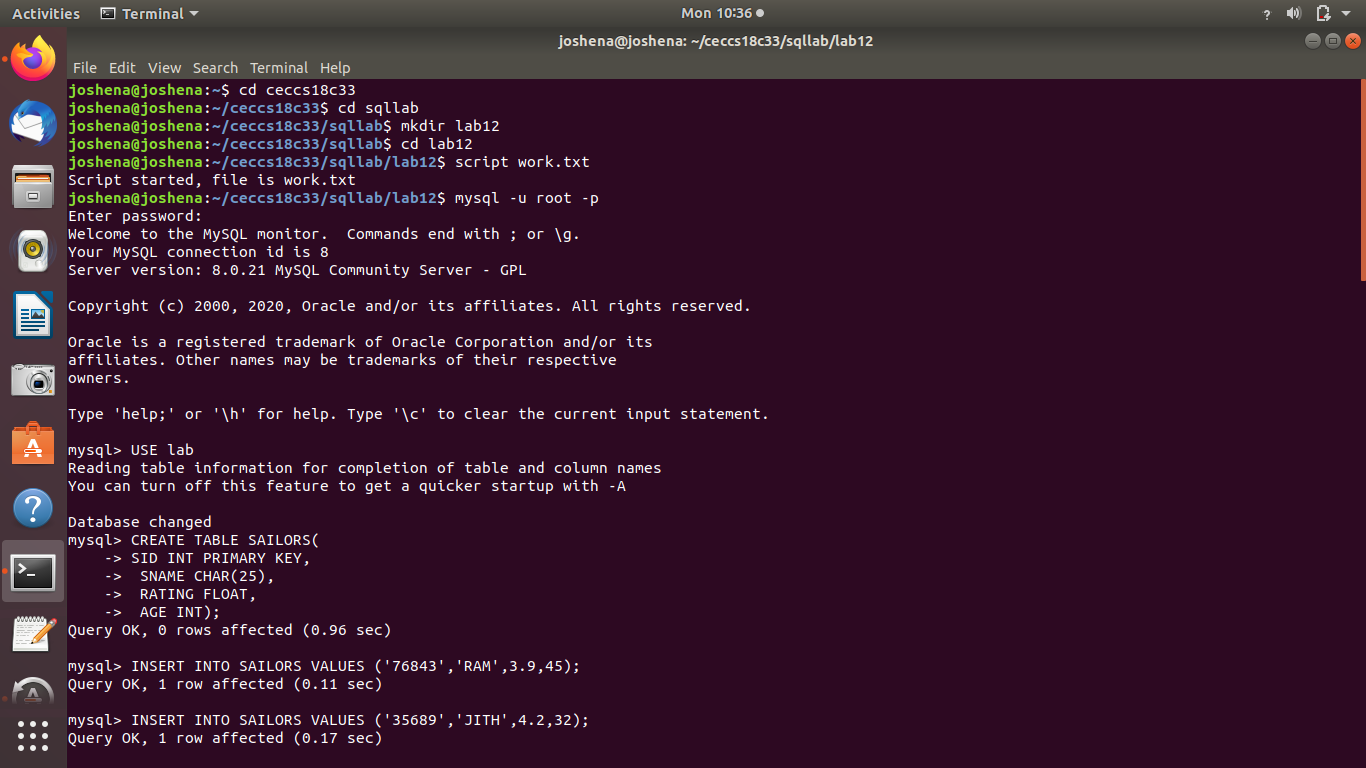 Activities Terminal Mon 10:36
joshena@joshena: ~/ceccs18c33/sqllab/lab12
File Edit View Search Terminal Help
joshena@joshena:~$ cd ceccs18c33
joshena@joshena:~/ceccs18c33$ cd sqllab
joshena@joshena:~/ceccs18c33/sqllab$ mkdir lab12
joshena@joshena:~/ceccs18c33/sqllab$ cd lab12
joshena@joshena:~/ceccs18c33/sqllab/lab12$ script work.txt
Script started, file is work.txt
joshena@joshena:~/ceccs18c33/sqllab/lab12$ mysql -u root -p
Enter password:
Welcome to the MySQL monitor.  Commands end with ; or \g.
Your MySQL connection id is 8
Server version: 8.0.21 MySQL Community Server - GPL
Copyright (c) 2000, 2020, Oracle and/or its affiliates. All rights reserved.
Oracle is a registered trademark of Oracle Corporation and/or its
affiliates. Other names may be trademarks of their respective
owners.
Type 'help;' or '\h' for help. Type '\c' to clear the current input statement.
mysql> USE lab
Reading table information for completion of table and column names
You can turn off this feature to get a quicker startup with -A
Database changed
mysql> CREATE TABLE SAILORS(
    -> SID INT PRIMARY KEY,
    ->  SNAME CHAR(25),
    ->  RATING FLOAT,
    ->  AGE INT);
Query OK, 0 rows affected (0.96 sec)
mysql> INSERT INTO SAILORS VALUES ('76843','RAM',3.9,45);
Query OK, 1 row affected (0.11 sec)
mysql> INSERT INTO SAILORS VALUES ('35689','JITH',4.2,32);
Query OK, 1 row affected (0.17 sec)